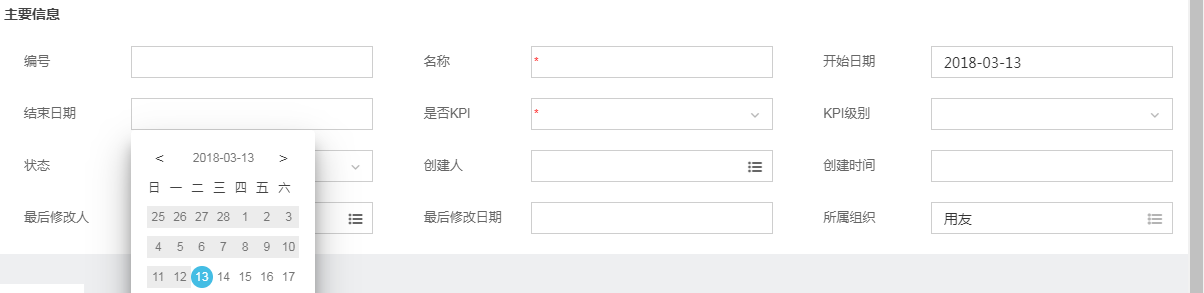 主要信息
编号
名称
*
开始日期
2018-03-13
结束日期
是否KPI
*
KPI级别
状态
创建人
创建时间
最后修改人
最后修改日期
所属组织
用友
< 2018-03-13 >
日 一 二 三 四 五 六
25 26 27 28 1 2 3
4 5 6 7 8 9 10
11 12 13 14 15 16 17